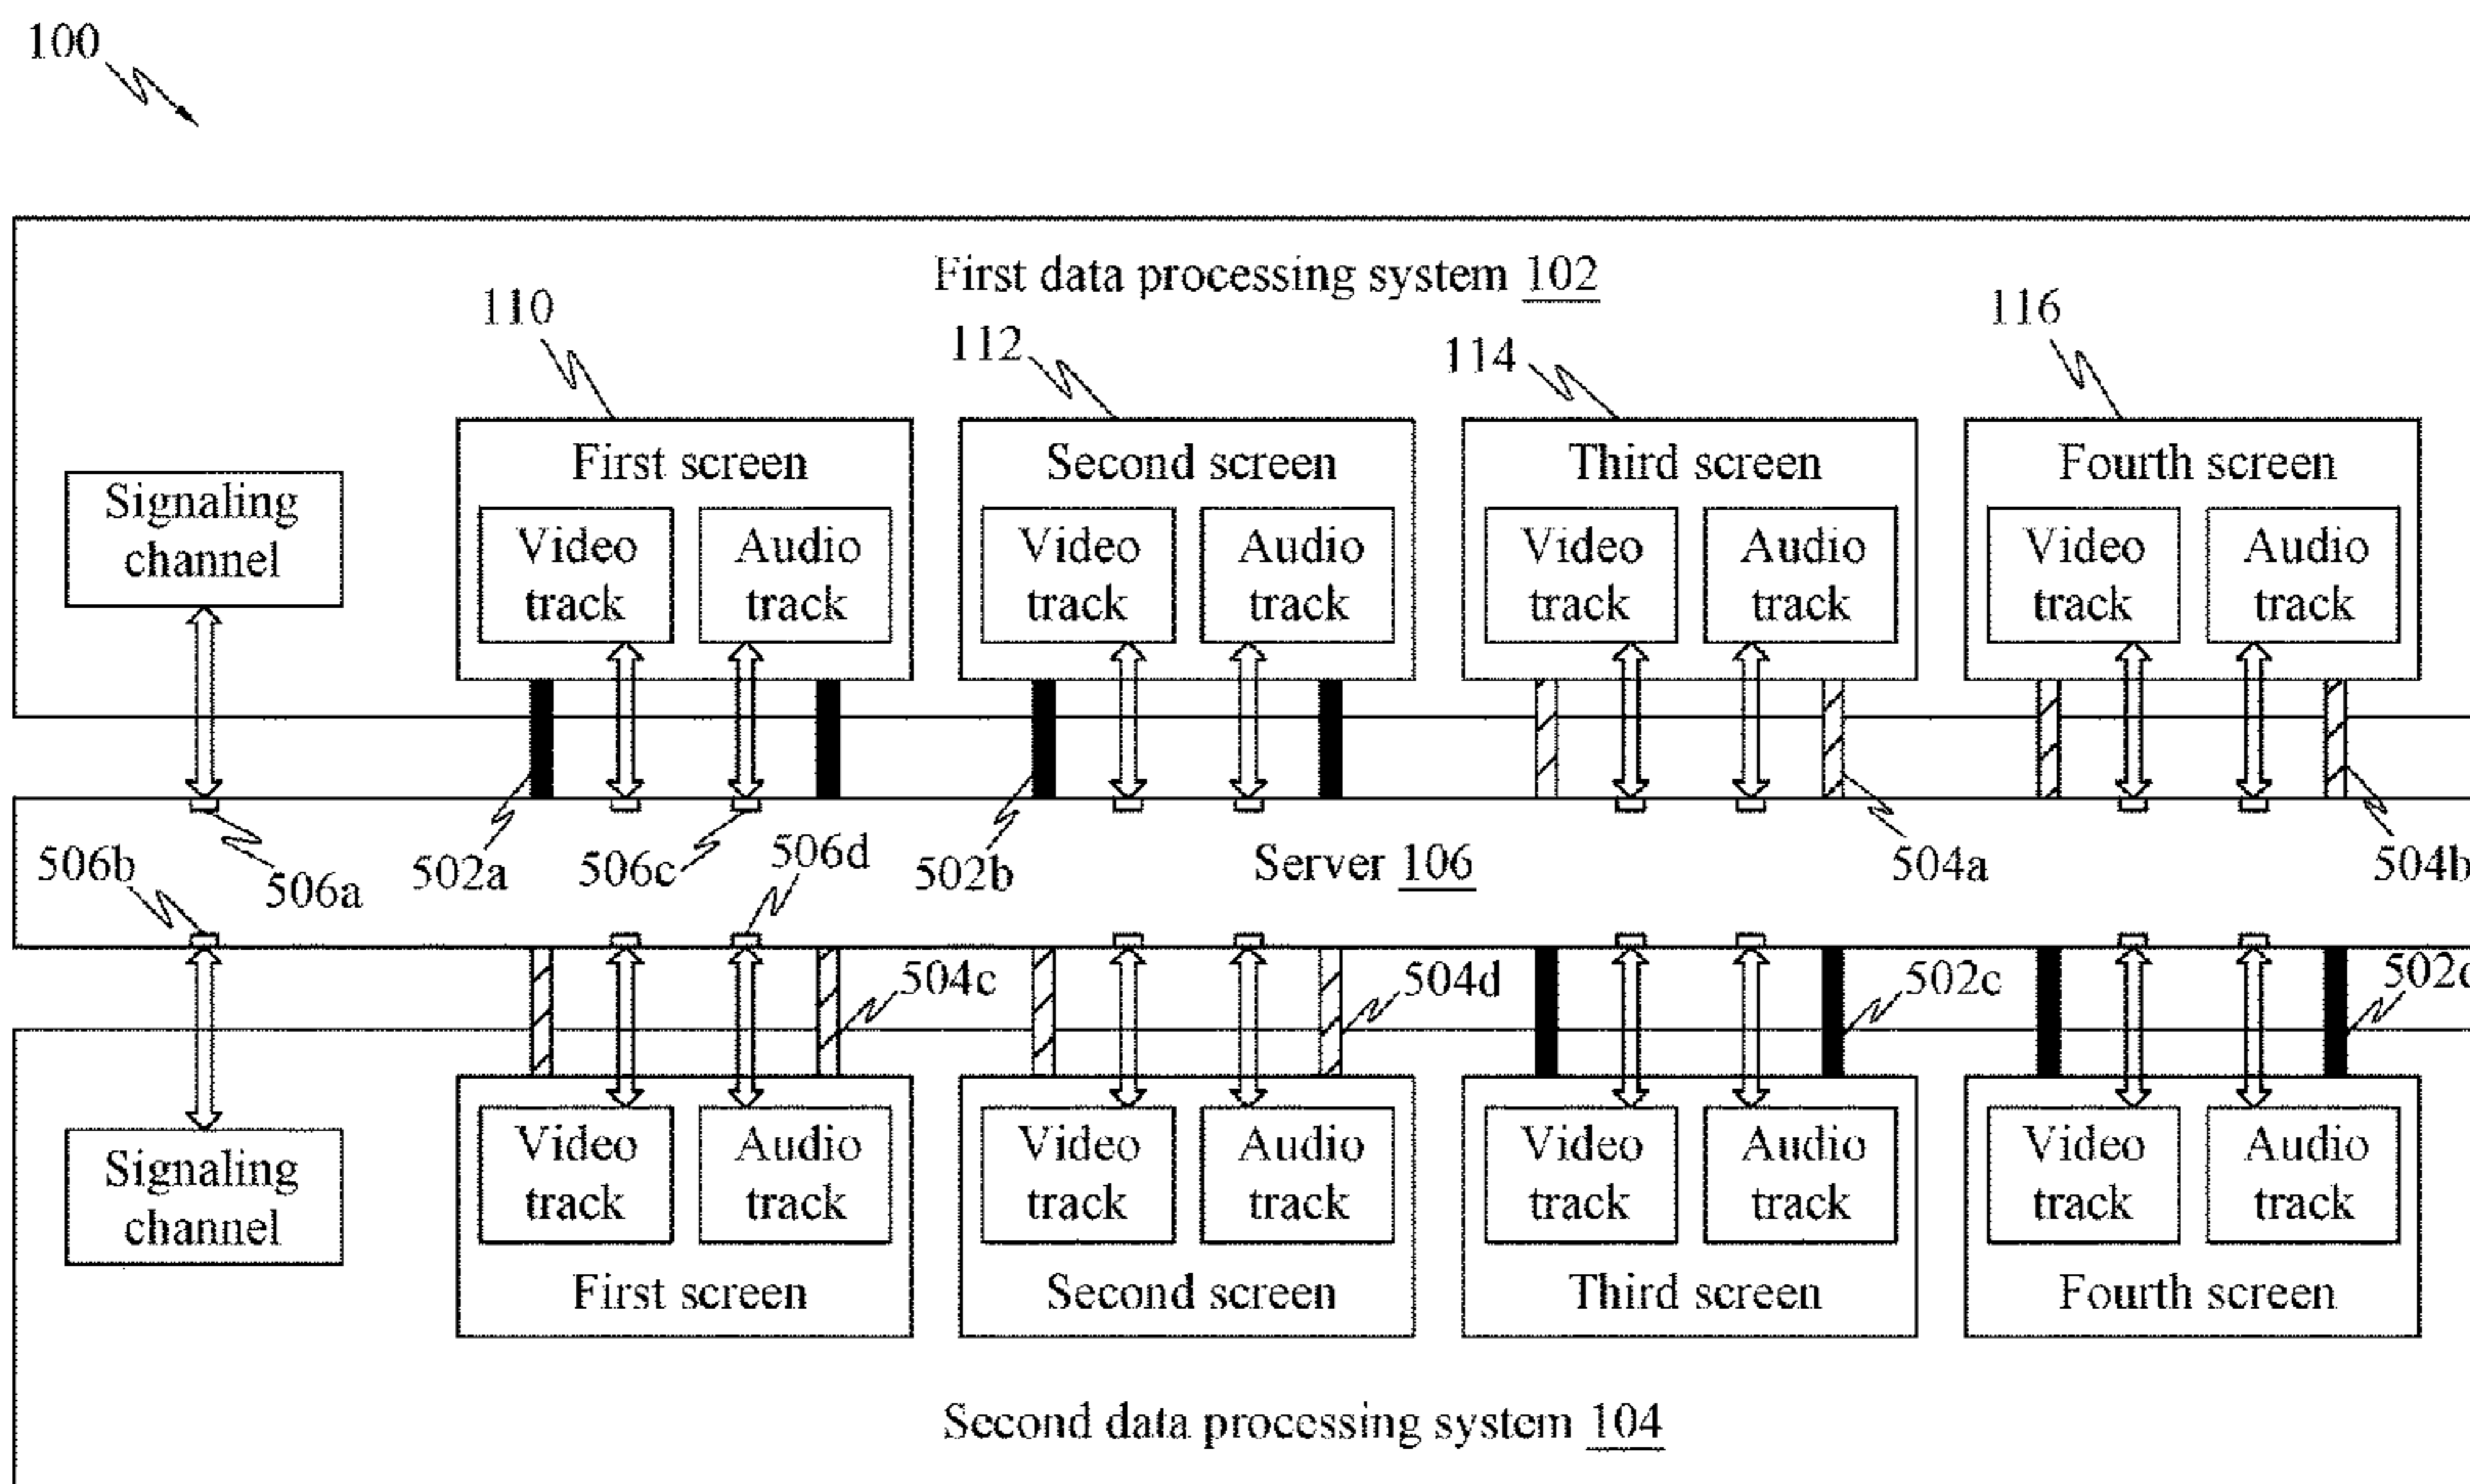 100
First data processing system 102
110
112
114
116
First screen
Second screen
Third screen
Fourth screen
Signaling
channel
Video
track
Audio
track
Video
track
Audio
track
Video
track
Audio
track
Video
track
Audio
track
506b
506a
502a
506c
506d
502b
Server 106
504a
504b
504c
504d
502c
502d
Signaling
channel
Video
track
Audio
track
Video
track
Audio
track
Video
track
Audio
track
Video
track
Audio
track
First screen
Second screen
Third screen
Fourth screen
Second data processing system 104